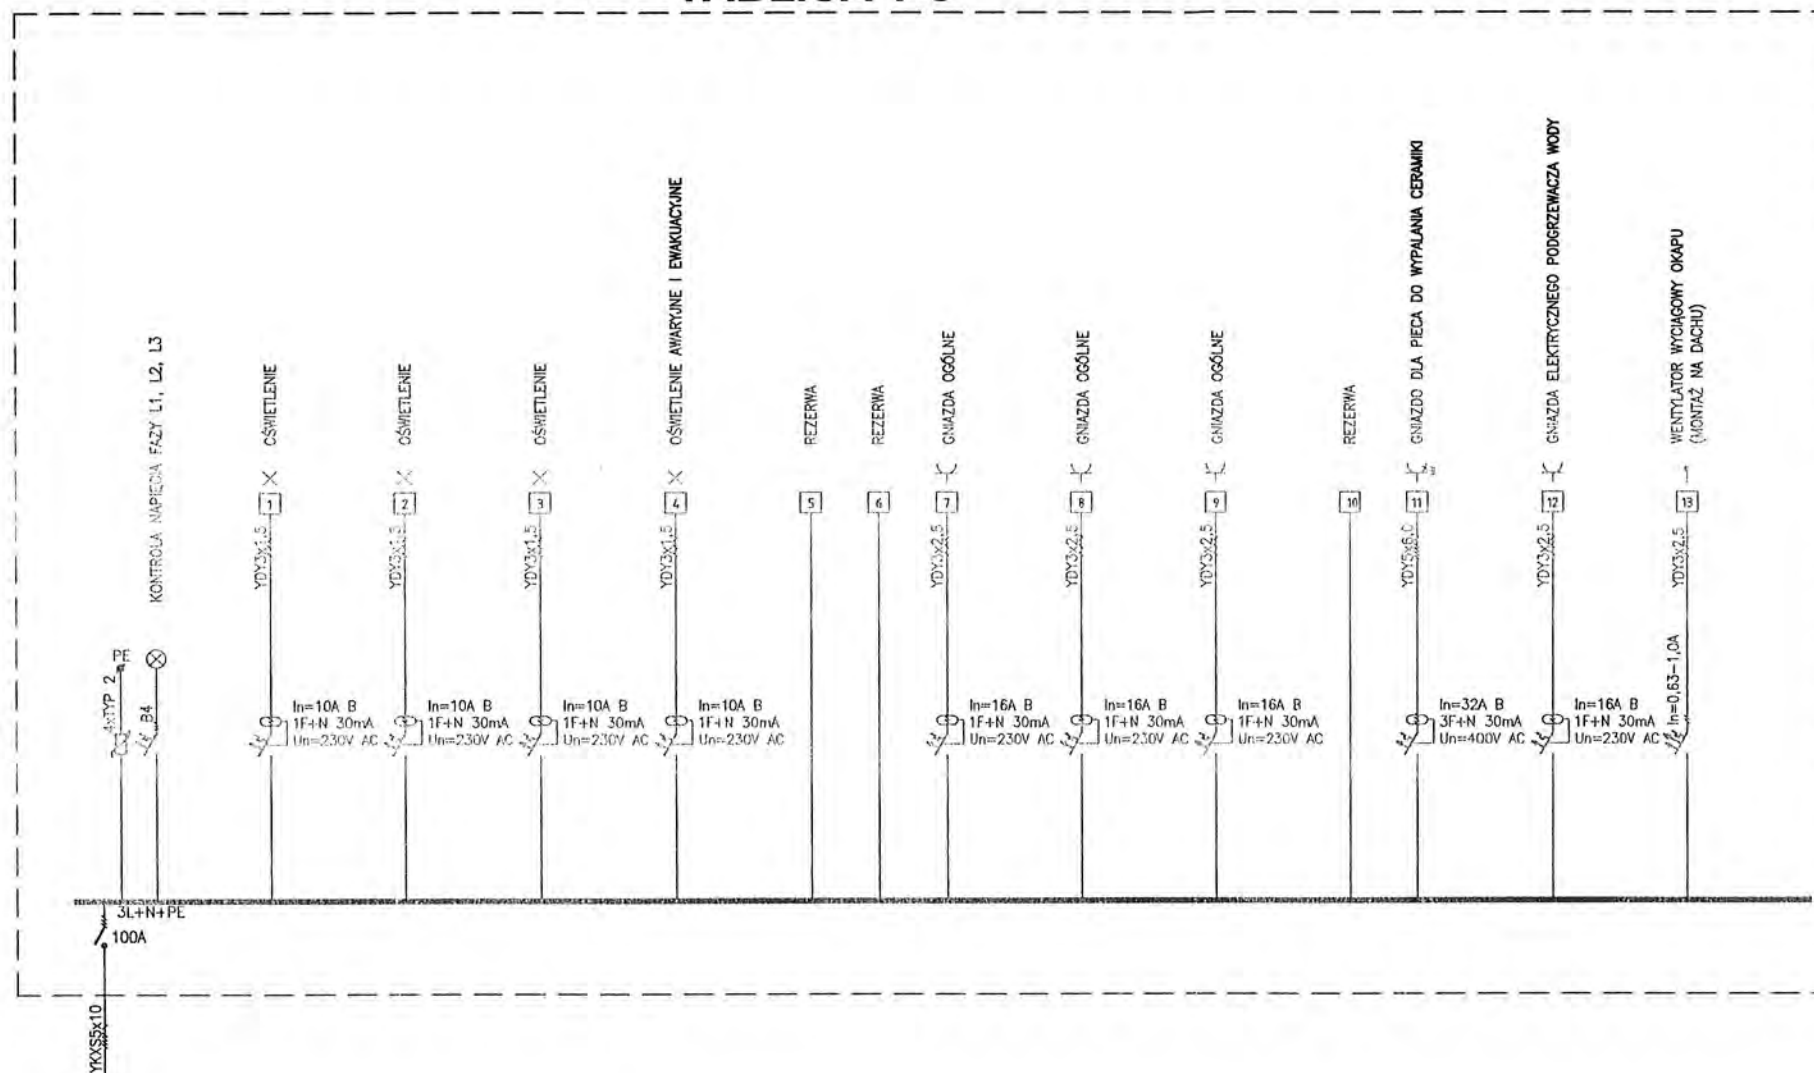 KONTROLA NAPIĘCIA FAZY L1, L2, L3
OŚWIETLENIE
OŚWIETLENIE
OŚWIETLENIE
OŚWIETLENIE AWARYJNE I EWAKUACYJNE
REZERWA
REZERWA
GNIAZDA OGÓLNE
GNIAZDA OGÓLNE
GNIAZDA OGÓLNE
REZERWA
GNIAZDO DLA PIECA DO WYPALANIA CERAMIKI
GNIAZDA ELEKTRYCZNEGO PODGRZEWACZA WODY
WENTYLATOR WYCIĄGOWY OKAPU
(MONTAŻ NA DACHU)
1
2
3
4
5
6
7
8
9
10
11
12
13
YDY3x1,5
YDY3x1,5
YDY3x1,5
YDY3x1,5
YDY3x2,5
YDY3x2,5
YDY3x2,5
YDY5x6,0
YDY3x2,5
YDY3x2,5
PE
4xTYP 2
B4
In=10A B
1F+N 30mA
Un=230V AC
In=10A B
1F+N 30mA
Un=230V AC
In=10A B
1F+N 30mA
Un=230V AC
In=10A B
1F+N 30mA
Un=230V AC
In=16A B
1F+N 30mA
Un=230V AC
In=16A B
1F+N 30mA
Un=230V AC
In=16A B
1F+N 30mA
Un=230V AC
In=32A B
3F+N 30mA
Un=400V AC
In=16A B
1F+N 30mA
Un=230V AC
In=0,63-1,0A
3L+N+PE
100A
YKXS5x10